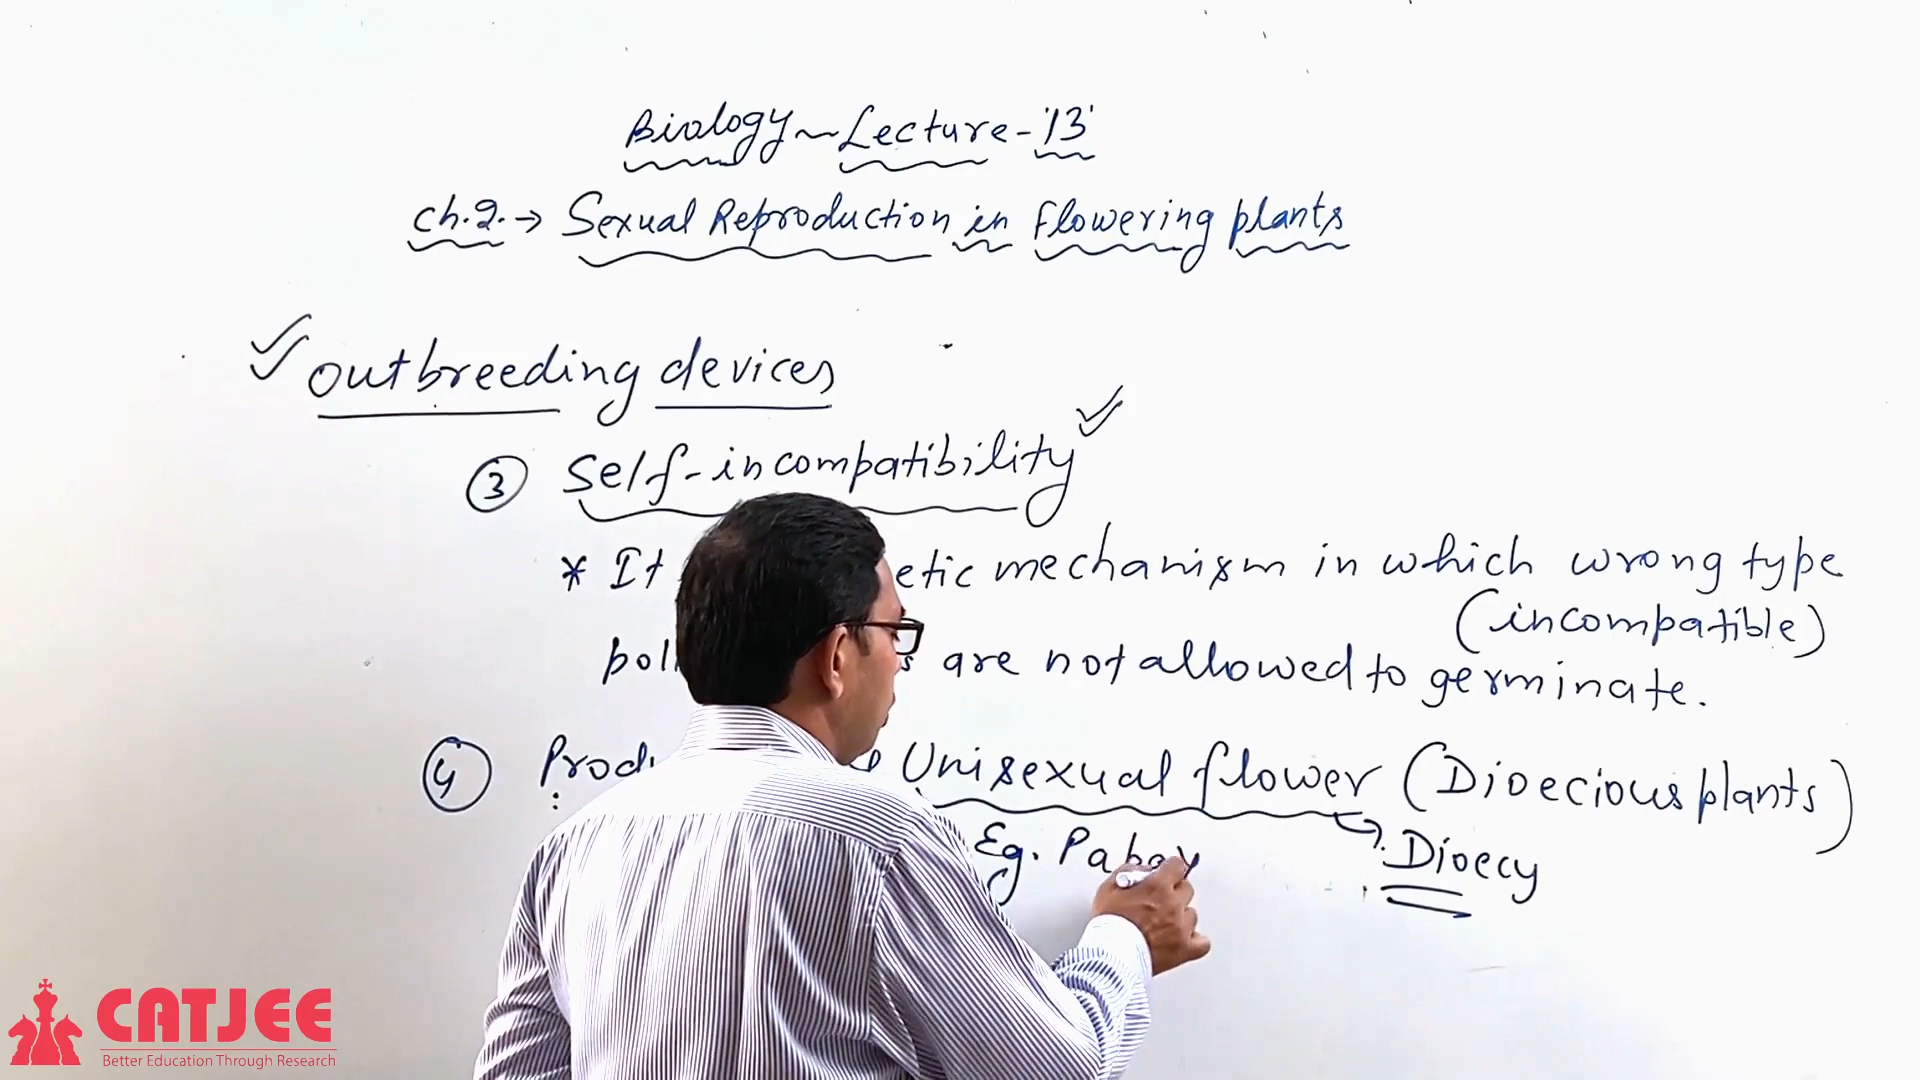 Biology Lecture-'13'
Ch.2. → Sexual Reproduction in flowering plants
Outbreeding devices
③ Self-incompatibility
* It etic mechanism in which wrong type
(incompatible)
are not allowed to germinate.
④ Unisexual flower (Dioecious plants)
Eg. Papay
Dioecy
CATJEE
Better Education Through Research